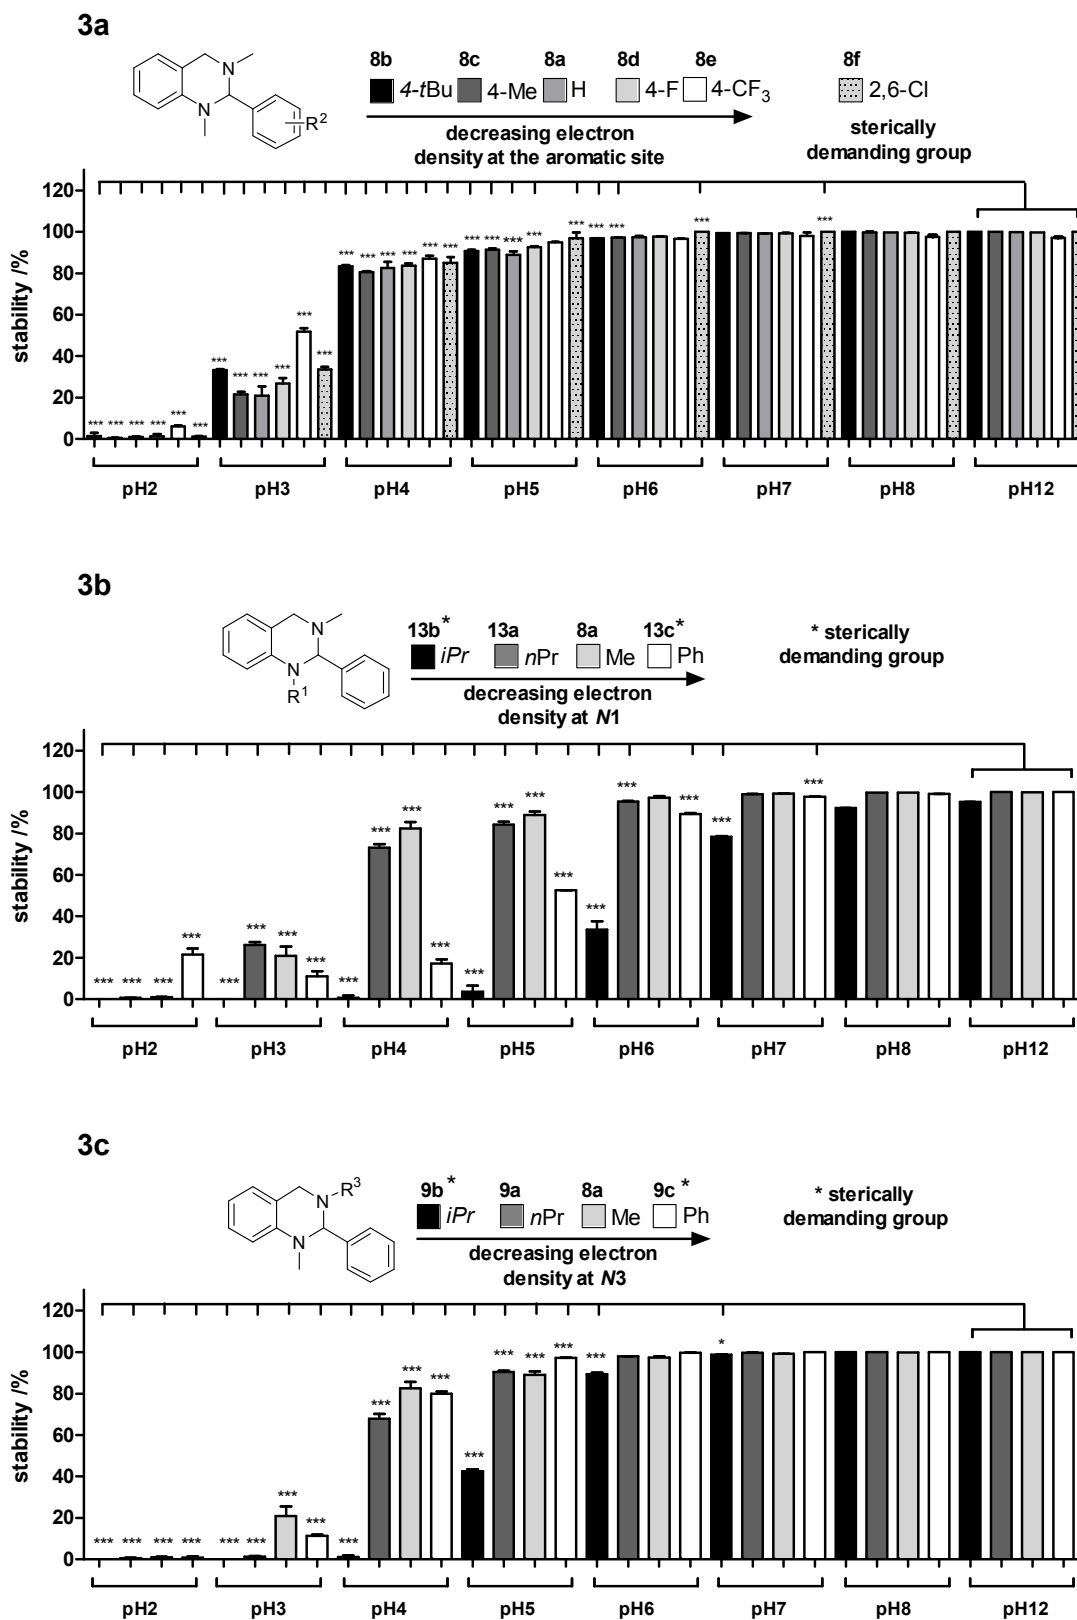 3a
8b 8c 8a 8d 8e 8f
4-tBu 4-Me H 4-F 4-CF3 2,6-Cl
N
N
R2
decreasing electron
density at the aromatic site
sterically
demanding group
stability /%
120
100
80
60
40
20
0
*** *** *** *** *** ***
*** *** *** *** *** ***
*** *** *** *** *** ***
*** *** *** *** ***
*** *** ***
***
pH2 pH3 pH4 pH5 pH6 pH7 pH8 pH12
3b
13b* 13a 8a 13c*
iPr nPr Me Ph
N
N
R1
decreasing electron
density at N1
* sterically
demanding group
stability /%
120
100
80
60
40
20
0
*** *** *** ***
*** *** *** ***
*** *** *** ***
*** *** *** ***
*** *** ***
*** ***
pH2 pH3 pH4 pH5 pH6 pH7 pH8 pH12
3c
9b* 9a 8a 9c*
iPr nPr Me Ph
N
R3
N
decreasing electron
density at N3
* sterically
demanding group
stability /%
120
100
80
60
40
20
0
*** *** *** ***
*** *** *** ***
*** *** *** ***
*** *** *** ***
***
*
pH2 pH3 pH4 pH5 pH6 pH7 pH8 pH12